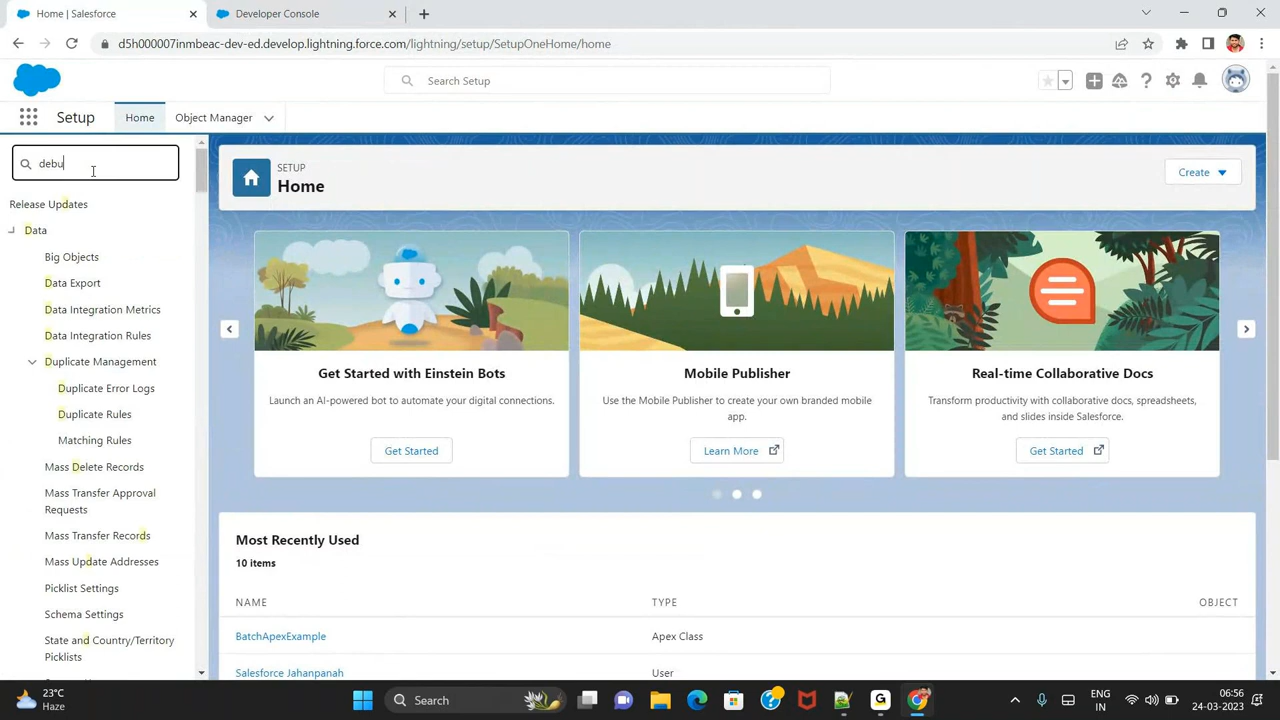 Home | Salesforce
Developer Console
d5h000007inmbeac-dev-ed.develop.lightning.force.com/lightning/setup/SetupOneHome/home
Search Setup
Setup
Home
Object Manager
debu
Release Updates
Data
Big Objects
Data Export
Data Integration Metrics
Data Integration Rules
Duplicate Management
Duplicate Error Logs
Duplicate Rules
Matching Rules
Mass Delete Records
Mass Transfer Approval
Requests
Mass Transfer Records
Mass Update Addresses
Picklist Settings
Schema Settings
State and Country/Territory
Picklists
SETUP
Home
Create
Get Started with Einstein Bots
Launch an AI-powered bot to automate your digital connections.
Get Started
Mobile Publisher
Use the Mobile Publisher to create your own branded mobile
app.
Learn More
Real-time Collaborative Docs
Transform productivity with collaborative docs, spreadsheets,
and slides inside Salesforce.
Get Started
Most Recently Used
10 items
NAME TYPE OBJECT
BatchApexExample Apex Class
Salesforce Jahanpanah User
23°C
Haze
Search
ENG
IN
06:56
24-03-2023